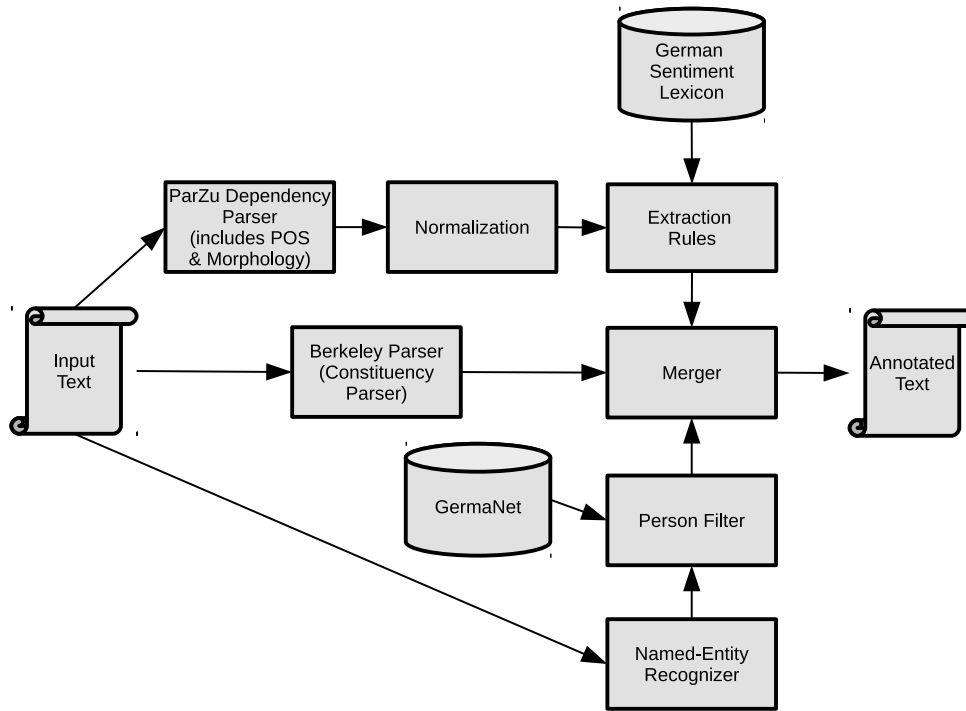 German
Sentiment
Lexicon
ParZu Dependency
Parser
(includes POS
& Morphology)
Normalization
Extraction
Rules
Input
Text
Berkeley Parser
(Constituency
Parser)
Merger
Annotated
Text
GermaNet
Person Filter
Named-Entity
Recognizer